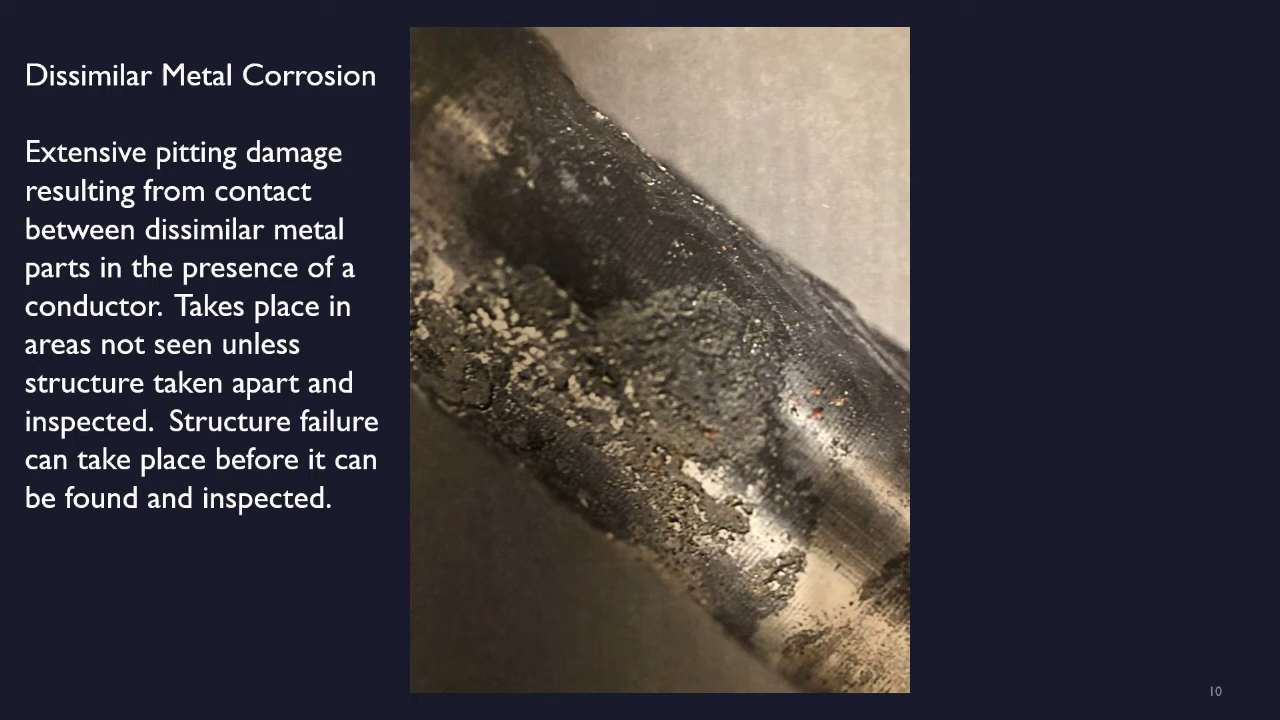 Dissimilar Metal Corrosion
Extensive pitting damage
resulting from contact
between dissimilar metal
parts in the presence of a
conductor.  Takes place in
areas not seen unless
structure taken apart and
inspected.  Structure failure
can take place before it can
be found and inspected.
10